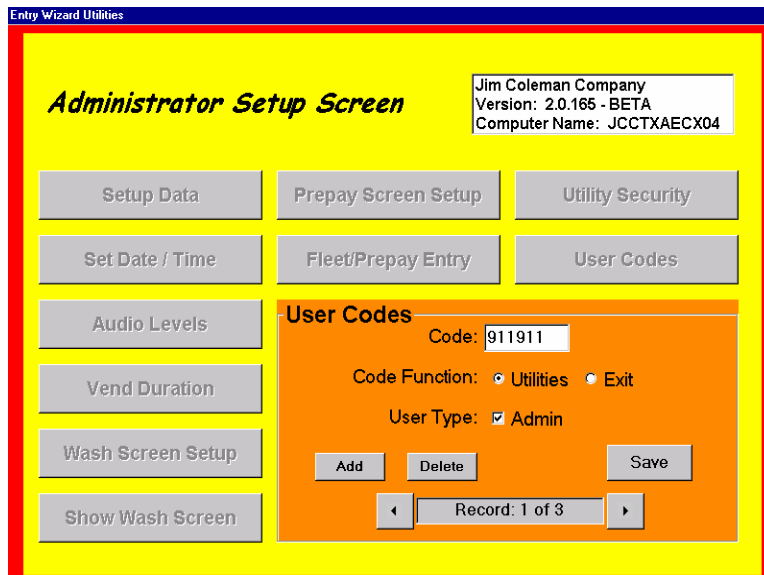 Entry Wizard Utilities
Administrator Setup Screen
Jim Coleman Company
Version: 2.0.165 - BETA
Computer Name: JCCTXAECX04
Setup Data
Prepay Screen Setup
Utility Security
Set Date / Time
Fleet/Prepay Entry
User Codes
Audio Levels
Vend Duration
Wash Screen Setup
Show Wash Screen
User Codes
Code: 911911
Code Function: Utilities Exit
User Type: Admin
Add Delete Save
Record: 1 of 3